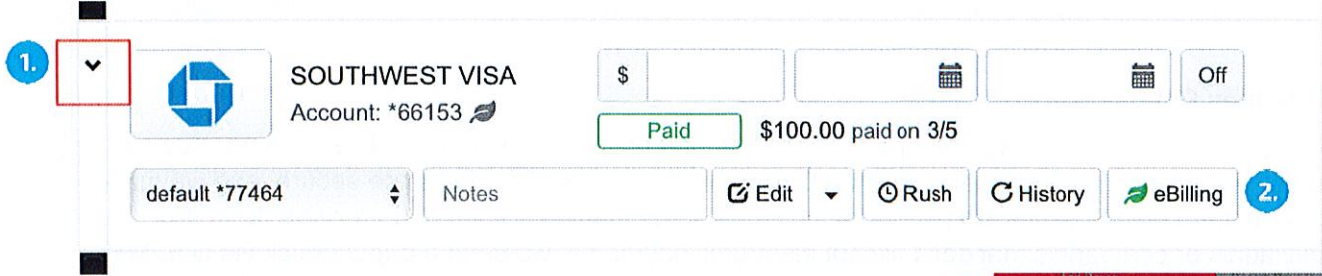 1.
SOUTHWEST VISA
Account: *66153
$
Off
Paid $100.00 paid on 3/5
default *77464 Notes Edit Rush History eBilling 2.